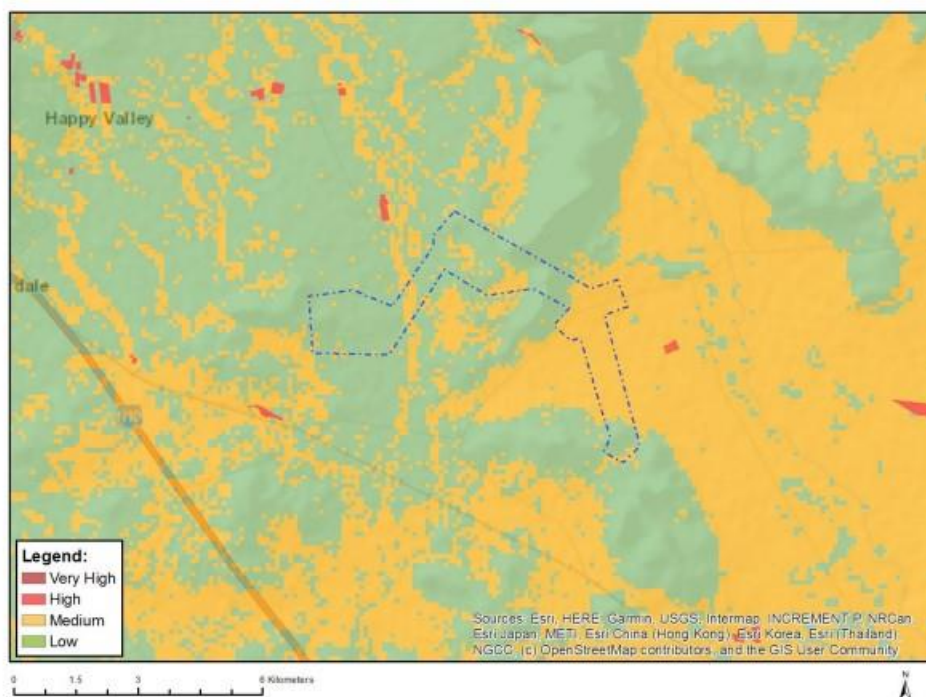 Happy Valley
dale
Legend:
Very High
High
Medium
Low
Sources: Esri, HERE, Garmin, USGS, Intermap, INCREMENT P, NRCan,
Esri Japan, METI, Esri China (Hong Kong), Esri Korea, Esri (Thailand),
NGCC, (c) OpenStreetMap contributors, and the GIS User Community
0 1.5 3 6 Kilometers
N